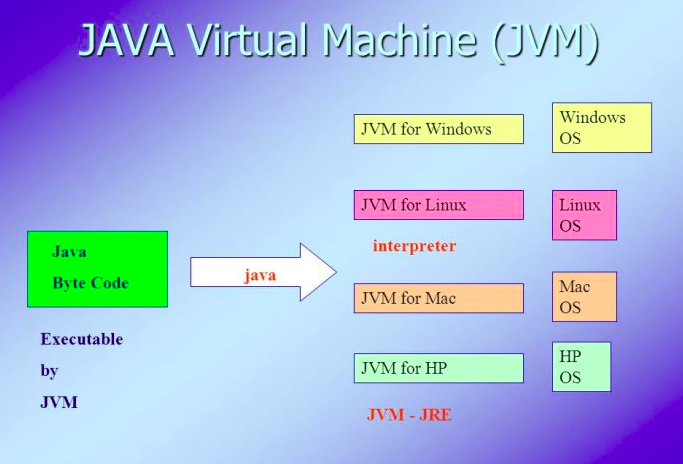 JAVA Virtual Machine (JVM)
JVM for Windows
Windows
OS
JVM for Linux
Linux
OS
interpreter
Java
Byte Code
java
JVM for Mac
Mac
OS
Executable
by
JVM
JVM for HP
HP
OS
JVM - JRE